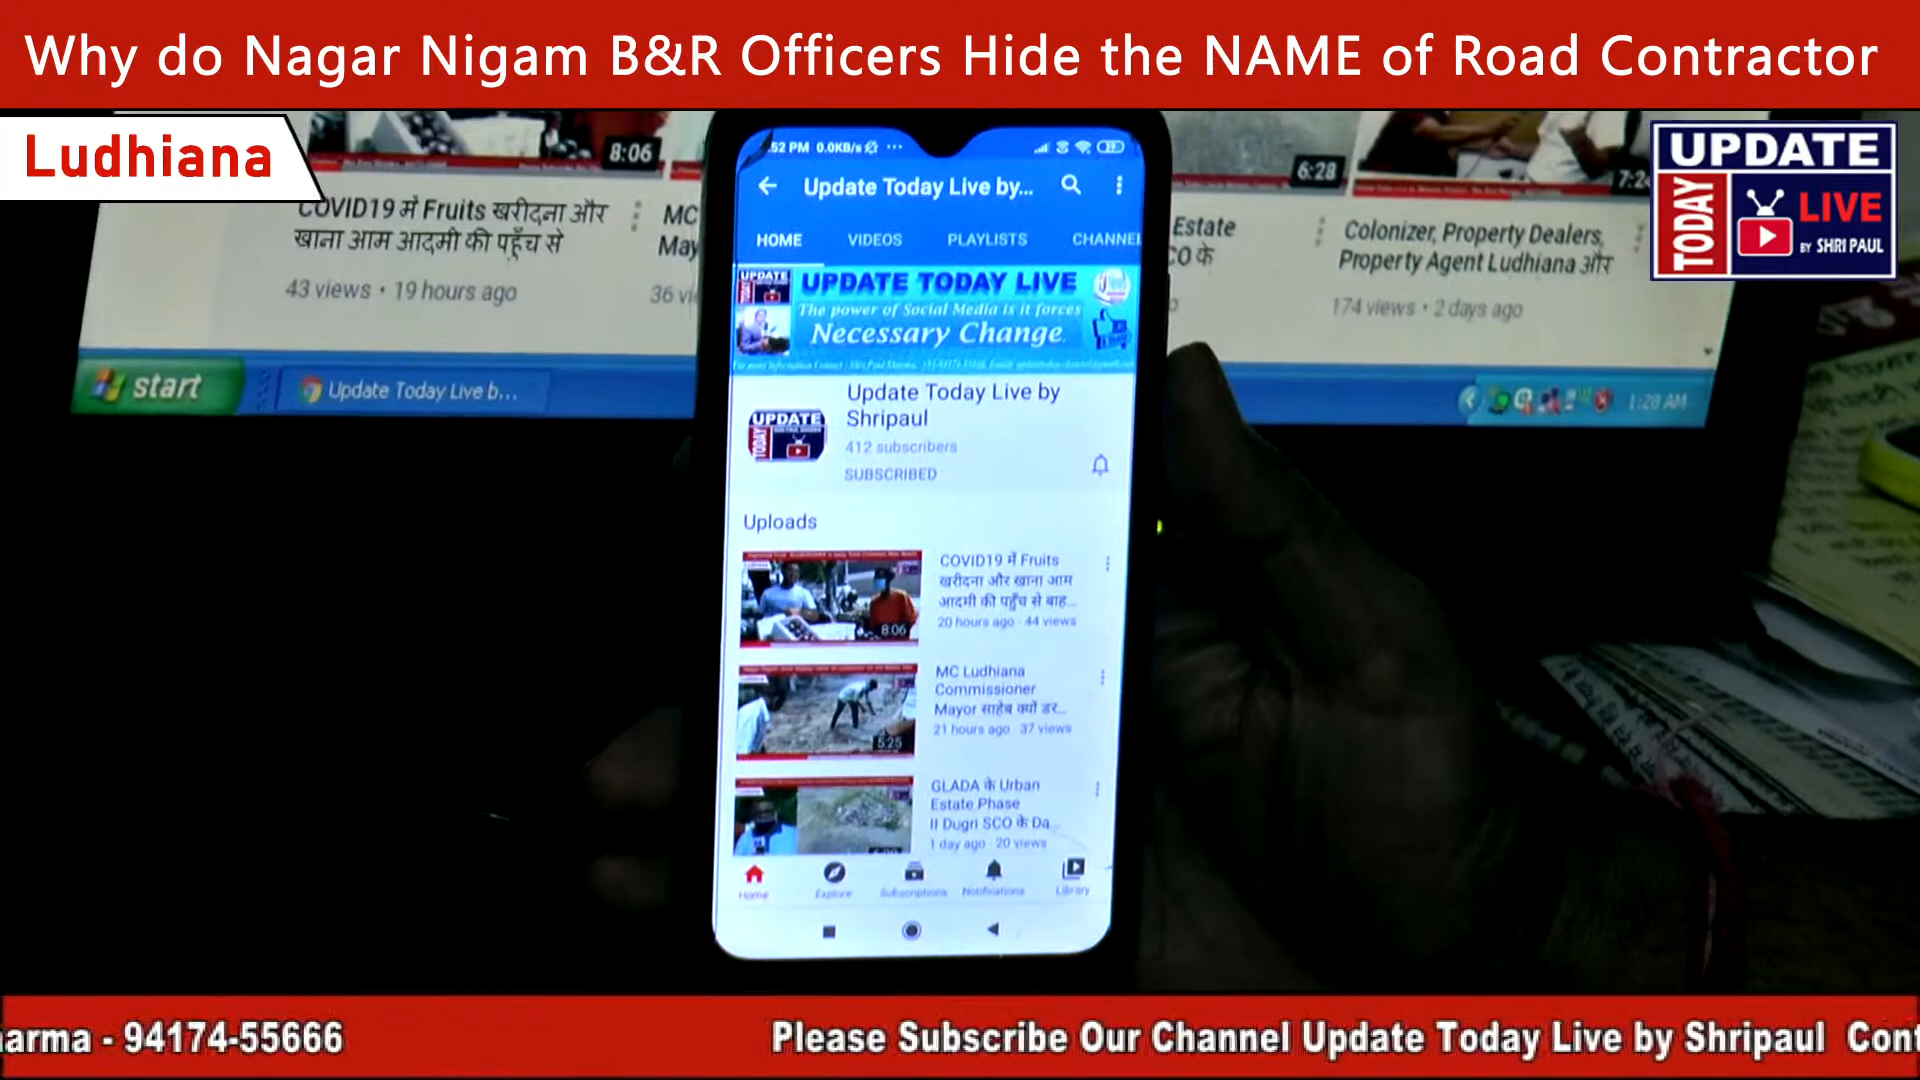 Why do Nagar Nigam B&R Officers Hide the NAME of Road Contractor
Ludhiana
UPDATE
TODAY
LIVE
BY SHRI PAUL
8:06
COVID19 में Fruits खरीदना और
खाना आम आदमी की पहुँच से
43 views • 19 hours ago
MC
May
36 vi
Estate
CO के
6:28
7:24
Colonizer, Property Dealers,
Property Agent Ludhiana और
174 views • 2 days ago
start
Update Today Live b...
1:28 AM
:52 PM 0.0KB/s
Update Today Live by...
HOME VIDEOS PLAYLISTS CHANNEL
UPDATE TODAY LIVE
The power of Social Media is it forces
Necessary Change.
Update Today Live by
Shripaul
412 subscribers
SUBSCRIBED
UPDATE
TODAY
Uploads
COVID19 में Fruits
खरीदना और खाना आम
आदमी की पहुँच से बाह...
20 hours ago · 44 views
8:06
MC Ludhiana
Commissioner
Mayor साहेब क्यों डर...
21 hours ago · 37 views
5:25
GLADA के Urban
Estate Phase
II Dugri SCO के Da...
1 day ago · 20 views
Home Explore Subscriptions Notifications Library
arma - 94174-55666 Please Subscribe Our Channel Update Today Live by Shripaul Cont